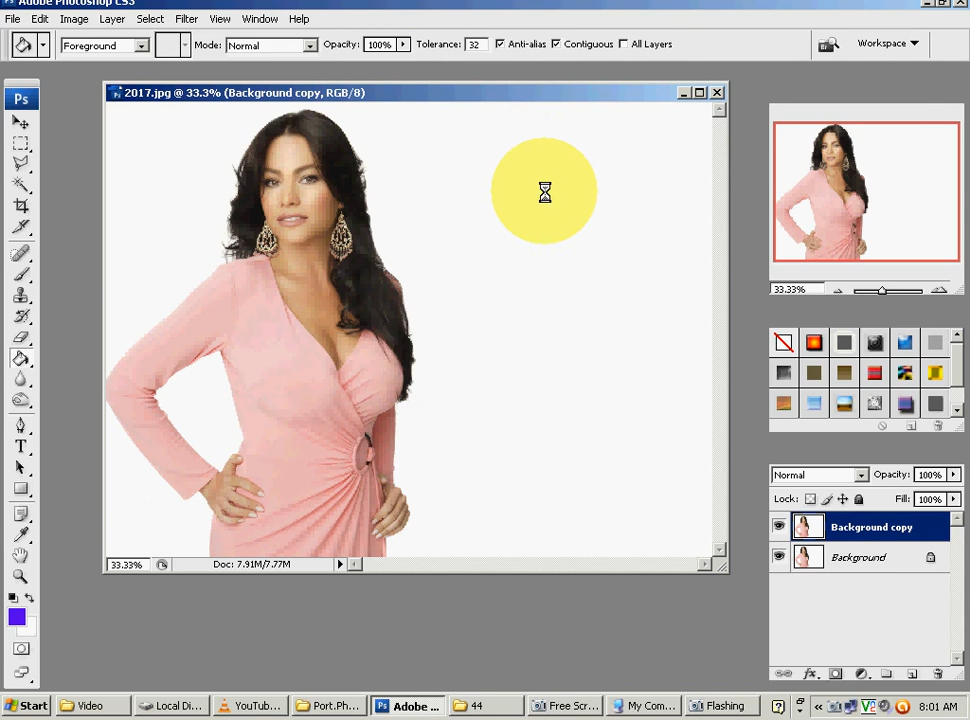 Adobe Photoshop CS3
File Edit Image Layer Select Filter View Window Help
Foreground Mode: Normal Opacity: 100% Tolerance: 32 Anti-alias Contiguous All Layers Workspace
Ps
2017.jpg @ 33.3% (Background copy, RGB/8)
33.33%
Normal Opacity: 100%
Lock: Fill: 100%
Background copy
Background
T
33.33% Doc: 7.91M/7.77M
Start Video Local Di... YouTub... Port.Ph... Adobe ... 44 Free Scr... My Com... Flashing 8:01 AM